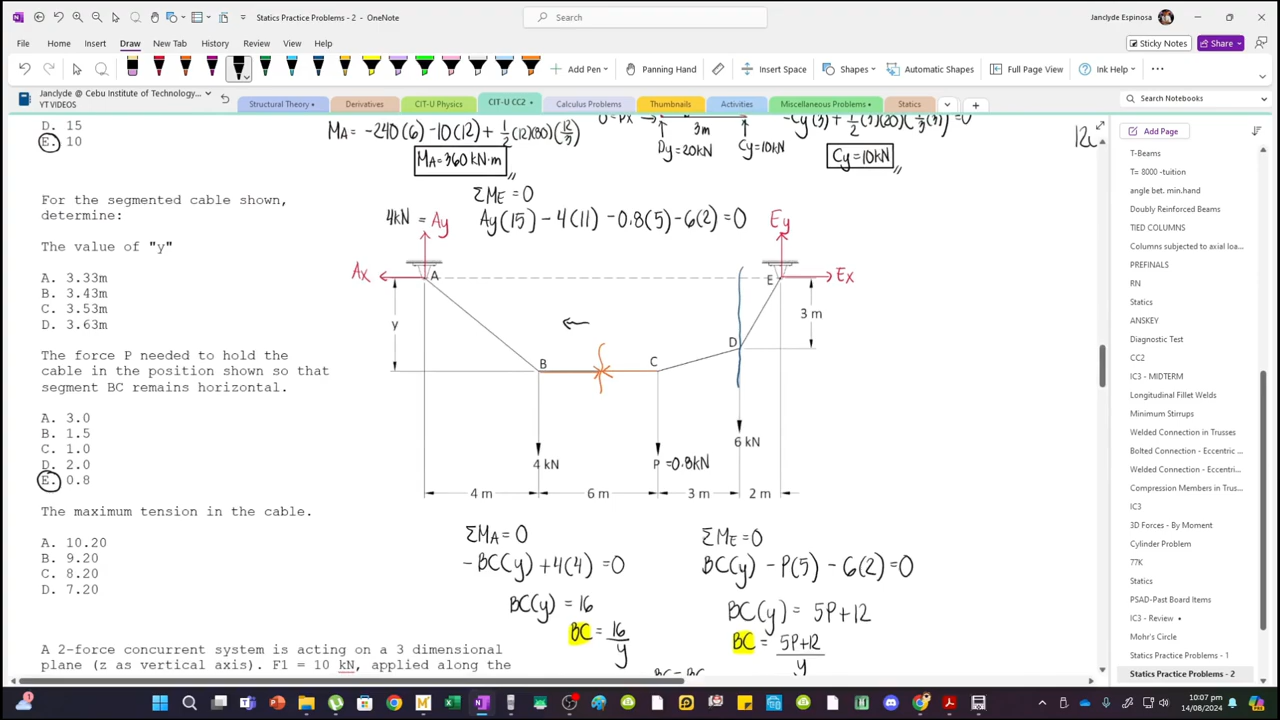 Statics Practice Problems - 2 - OneNote
Search
Janclyde Espinosa
File Home Insert Draw New Tab History Review View Help
Sticky Notes
Share
Add Pen
Panning Hand
Insert Space
Shapes
Automatic Shapes
Full Page View
Ink Help
Janclyde @ Cebu Institute of Technology...
YT VIDEOS
Structural Theory
Derivatives
CIT-U Physics
CIT-U CC2
Calculus Problems
Thumbnails
Activities
Miscellaneous Problems
Statics
Search Notebooks
D. 15
E. 10
MA = -240(6) -10(12) + 1/2(12)(80)(12/3)
MA = 360 kN·m
3m
Dy=20kN
Cy=10kN
Cy=10kN
For the segmented cable shown,
determine:
The value of "y"
A. 3.33m
B. 3.43m
C. 3.53m
D. 3.63m
The force P needed to hold the
cable in the position shown so that
segment BC remains horizontal.
A. 3.0
B. 1.5
C. 1.0
D. 2.0
E. 0.8
The maximum tension in the cable.
A. 10.20
B. 9.20
C. 8.20
D. 7.20
A 2-force concurrent system is acting on a 3 dimensional
plane (z as vertical axis). F1 = 10 kN, applied along the
ΣME = 0
4kN = Ay
Ay(15) - 4(11) - 0.8(5) - 6(2) = 0
Ey
Ax
A
E
Ex
y
3 m
B
C
D
6 kN
4 kN
P =0.8kN
4 m
6 m
3 m
2 m
ΣMA = 0
-BC(y) + 4(4) = 0
BC(y) = 16
BC = 16/y
ΣME = 0
BC(y) - P(5) - 6(2) = 0
BC(y) = 5P+12
BC = 5P+12/y
Add Page
T-Beams
T= 8000 -tuition
angle bet. min.hand
Doubly Reinforced Beams
TIED COLUMNS
Columns subjected to axial loa...
PREFINALS
RN
Statics
ANSKEY
Diagnostic Test
CC2
IC3 - MIDTERM
Longitudinal Fillet Welds
Minimum Stirrups
Welded Connection in Trusses
Bolted Connection - Eccentric ...
Welded Connection - Eccentri...
Compression Members in Trus...
IC3
3D Forces - By Moment
Cylinder Problem
77K
Statics
PSAD-Past Board Items
IC3 - Review
Mohr's Circle
Statics Practice Problems - 1
Statics Practice Problems - 2
10:07 pm
14/08/2024